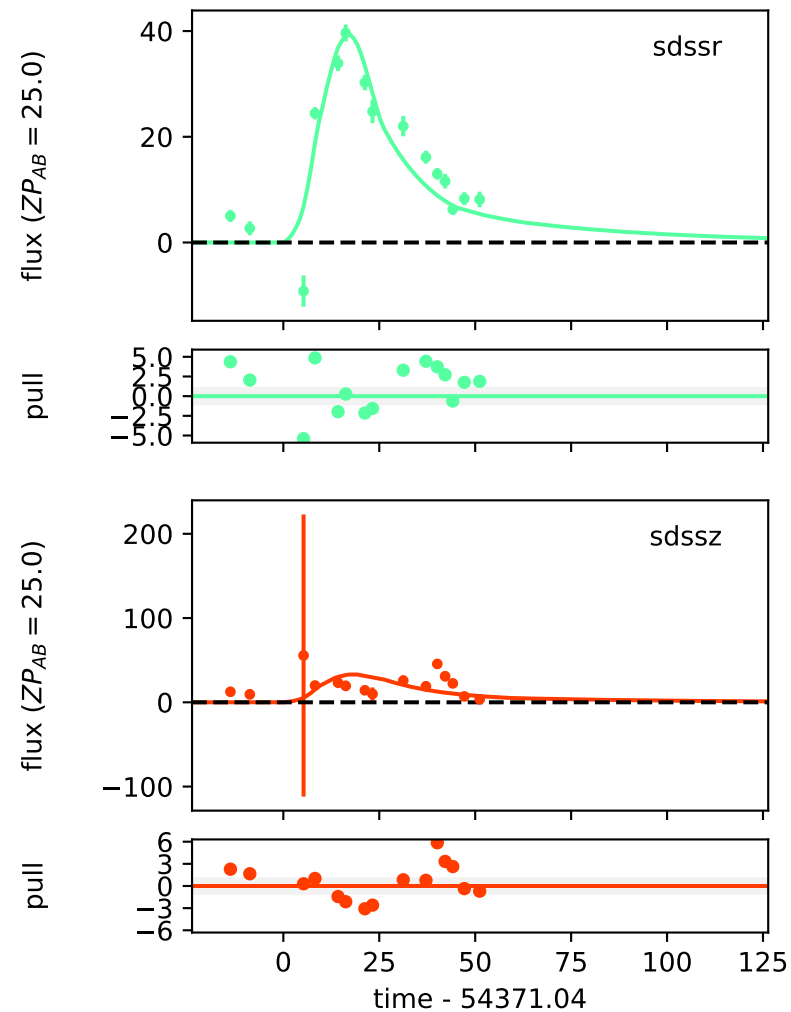 sdssr
flux (ZP_AB = 25.0)
40
20
0
pull
5.0
2.5
0.0
−2.5
−5.0
sdssz
flux (ZP_AB = 25.0)
200
100
0
−100
pull
6
3
0
−3
−6
0 25 50 75 100 125
time - 54371.04